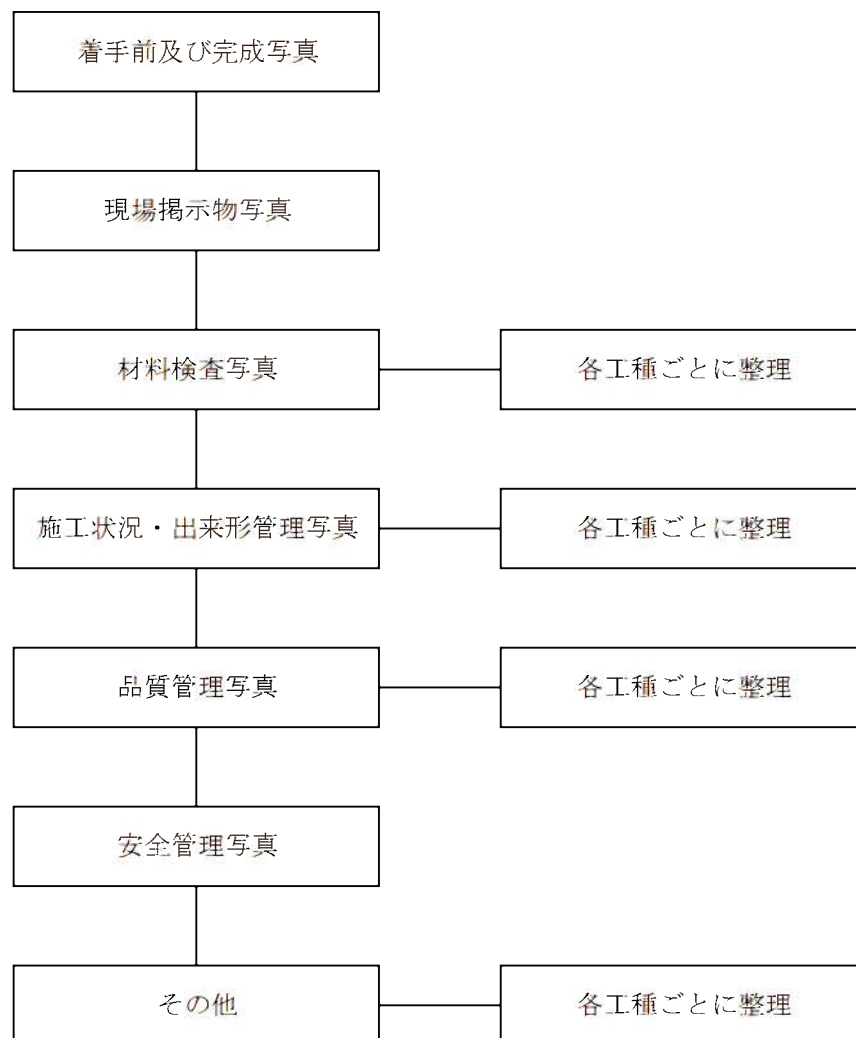 着手前及び完成写真
現場掲示物写真
材料検査写真
各工種ごとに整理
施工状況・出来形管理写真
各工種ごとに整理
品質管理写真
各工種ごとに整理
安全管理写真
その他
各工種ごとに整理